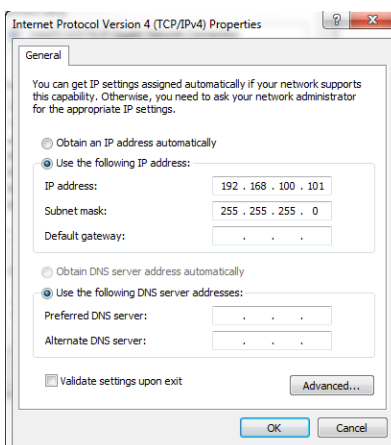 Internet Protocol Version 4 (TCP/IPv4) Properties
General
You can get IP settings assigned automatically if your network supports
this capability. Otherwise, you need to ask your network administrator
for the appropriate IP settings.
Obtain an IP address automatically
Use the following IP address:
IP address: 192 . 168 . 100 . 101
Subnet mask: 255 . 255 . 255 . 0
Default gateway: . . .
Obtain DNS server address automatically
Use the following DNS server addresses:
Preferred DNS server: . . .
Alternate DNS server: . . .
Validate settings upon exit
Advanced...
OK Cancel